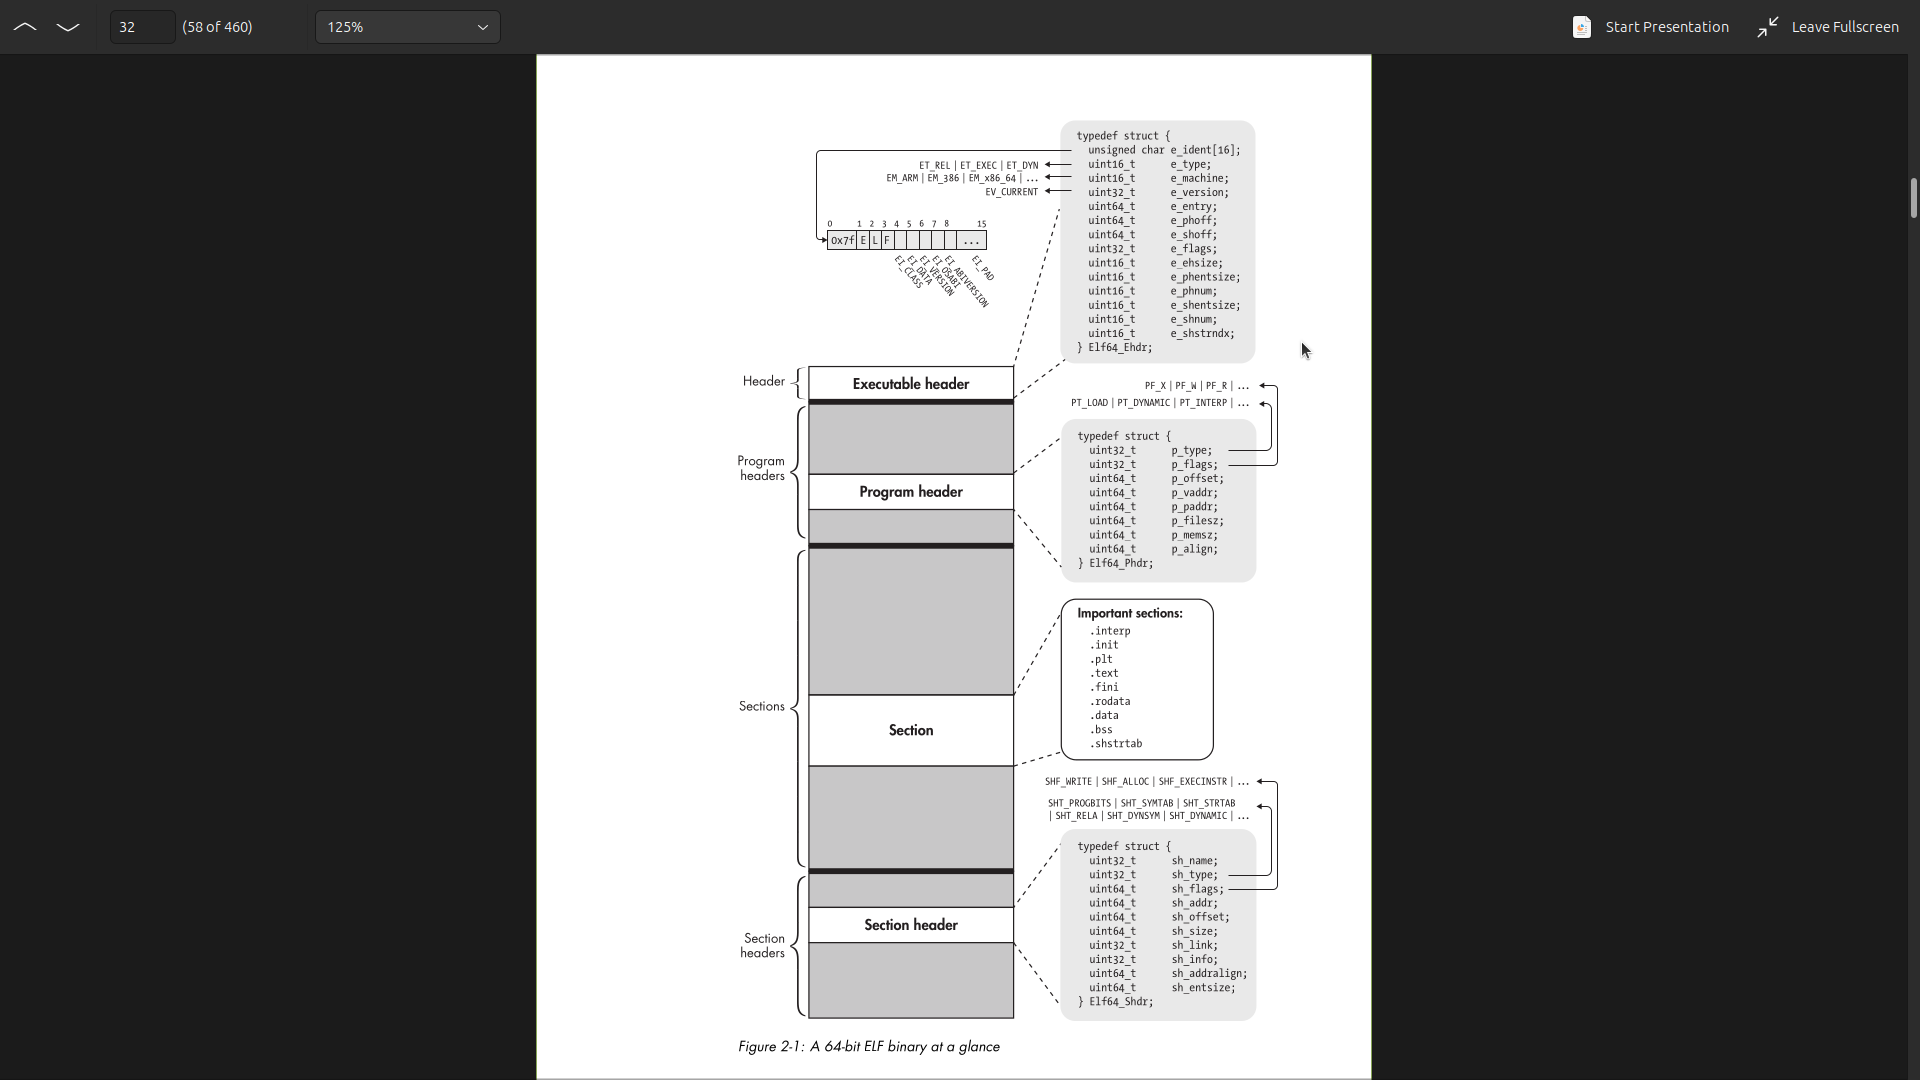 32 (58 of 460) 125% Start Presentation Leave Fullscreen
typedef struct {
unsigned char e_ident[16];
uint16_t e_type;
uint16_t e_machine;
uint32_t e_version;
uint64_t e_entry;
uint64_t e_phoff;
uint64_t e_shoff;
uint32_t e_flags;
uint16_t e_ehsize;
uint16_t e_phentsize;
uint16_t e_phnum;
uint16_t e_shentsize;
uint16_t e_shnum;
uint16_t e_shstrndx;
} Elf64_Ehdr;
ET_REL | ET_EXEC | ET_DYN
EM_ARM | EM_386 | EM_x86_64 | ...
EV_CURRENT
0 1 2 3 4 5 6 7 8 15
0x7f E L F ...
EI_CLASS
EI_DATA
EI_VERSION
EI_OSABI
EI_ABIVERSION
EI_PAD
Header
Executable header
Program
headers
Program header
PF_X | PF_W | PF_R | ...
PT_LOAD | PT_DYNAMIC | PT_INTERP | ...
typedef struct {
uint32_t p_type;
uint32_t p_flags;
uint64_t p_offset;
uint64_t p_vaddr;
uint64_t p_paddr;
uint64_t p_filesz;
uint64_t p_memsz;
uint64_t p_align;
} Elf64_Phdr;
Sections
Section
Important sections:
.interp
.init
.plt
.text
.fini
.rodata
.data
.bss
.shstrtab
SHF_WRITE | SHF_ALLOC | SHF_EXECINSTR | ...
SHT_PROGBITS | SHT_SYMTAB | SHT_STRTAB
| SHT_RELA | SHT_DYNSYM | SHT_DYNAMIC | ...
Section
headers
Section header
typedef struct {
uint32_t sh_name;
uint32_t sh_type;
uint64_t sh_flags;
uint64_t sh_addr;
uint64_t sh_offset;
uint64_t sh_size;
uint32_t sh_link;
uint32_t sh_info;
uint64_t sh_addralign;
uint64_t sh_entsize;
} Elf64_Shdr;
Figure 2-1: A 64-bit ELF binary at a glance